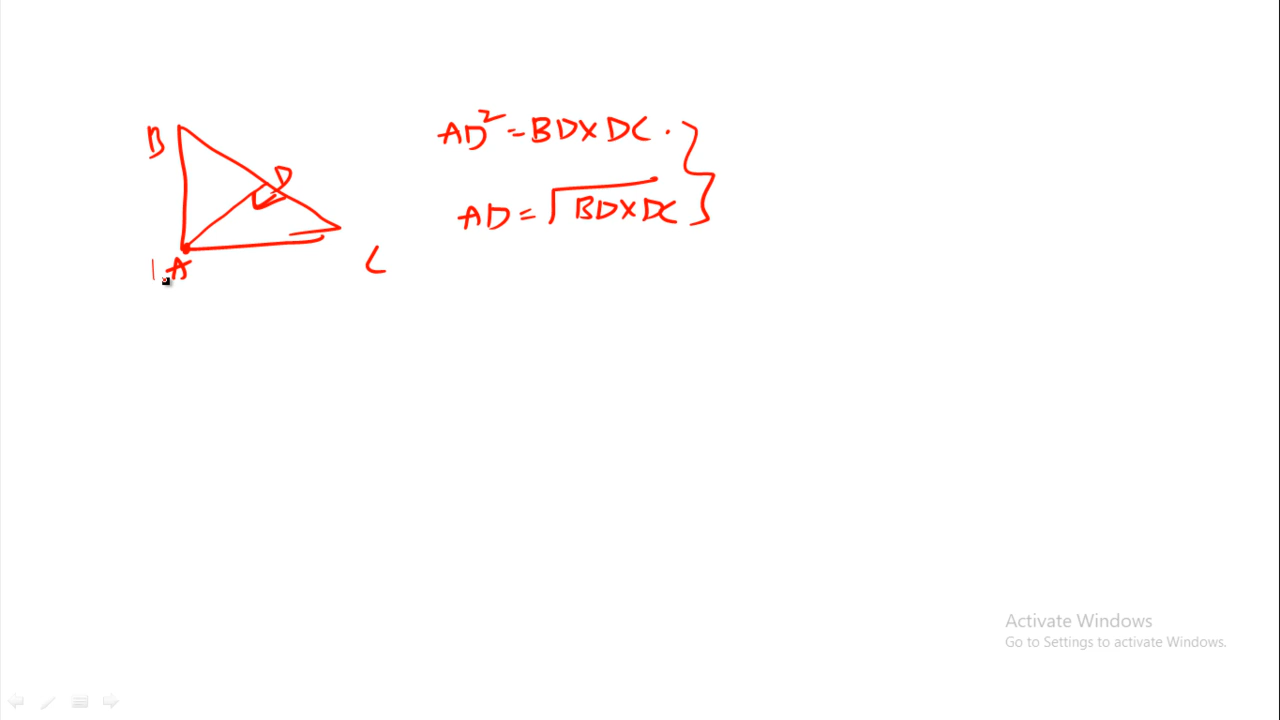 AD² = BD × DC .
B
D
AD = √BD × DC
A
C
Activate Windows
Go to Settings to activate Windows.